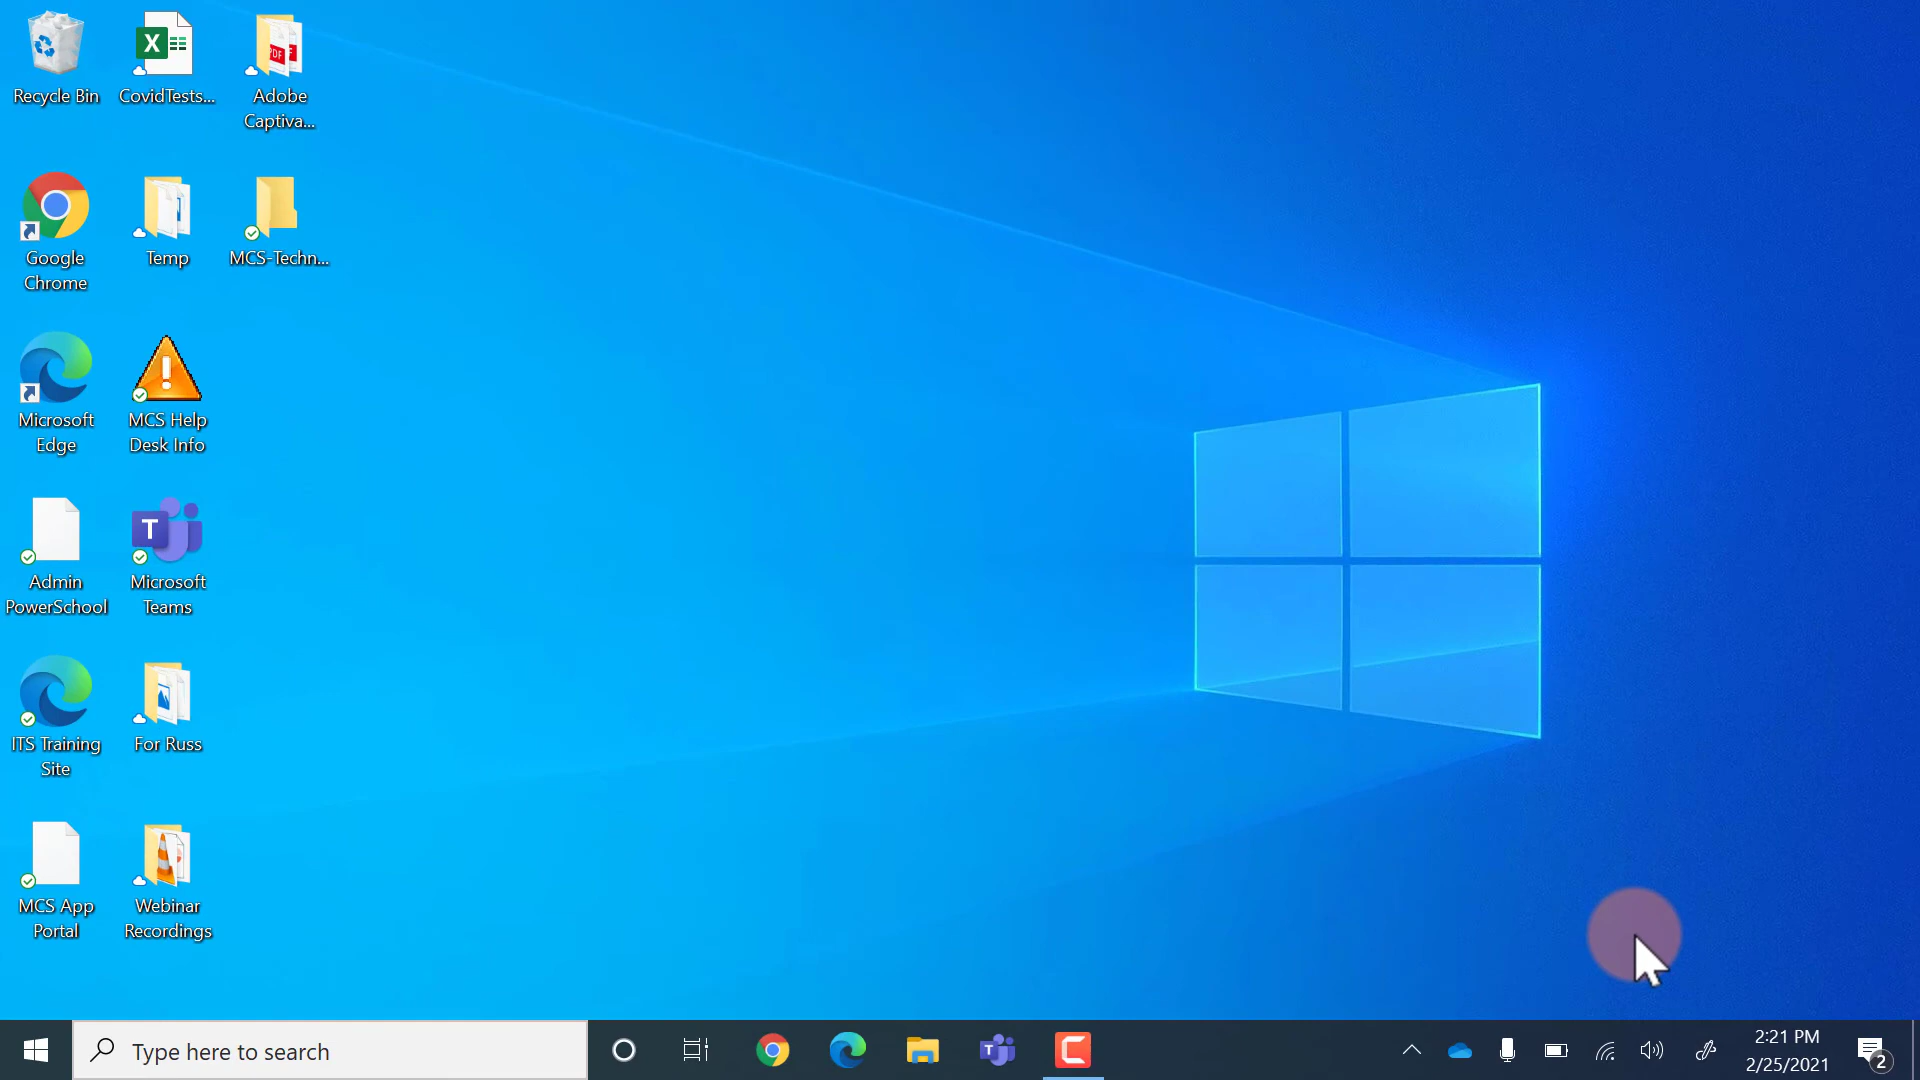 Recycle Bin
CovidTests...
Adobe
Captiva...
Google
Chrome
Temp
MCS-Techn...
Microsoft
Edge
MCS Help
Desk Info
Admin
PowerSchool
Microsoft
Teams
ITS Training
Site
For Russ
MCS App
Portal
Webinar
Recordings
Type here to search
2:21 PM
2/25/2021
2